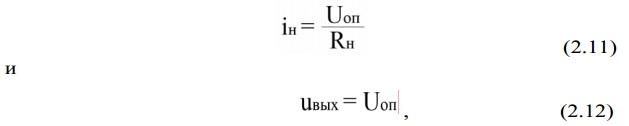 iн = Uоп / Rн (2.11)
и
uвых = Uоп , (2.12)